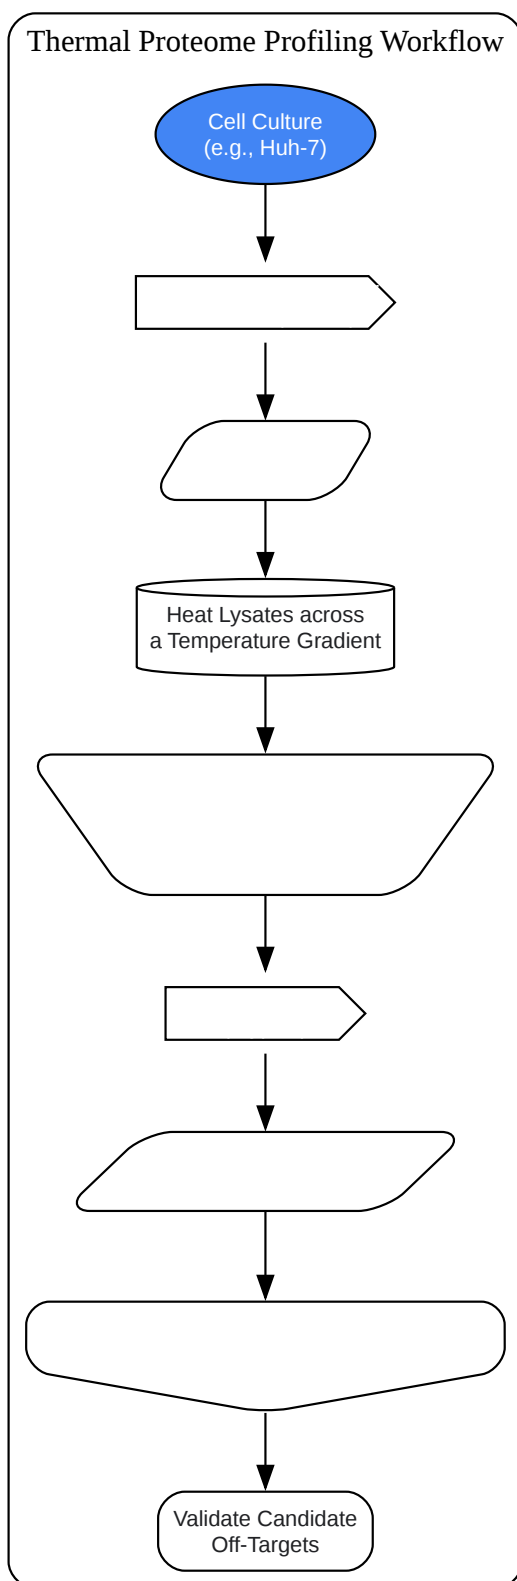 Thermal Proteome Profiling Workflow
Cell Culture
(e.g., Huh-7)
Heat Lysates across
a Temperature Gradient
Validate Candidate
Off-Targets